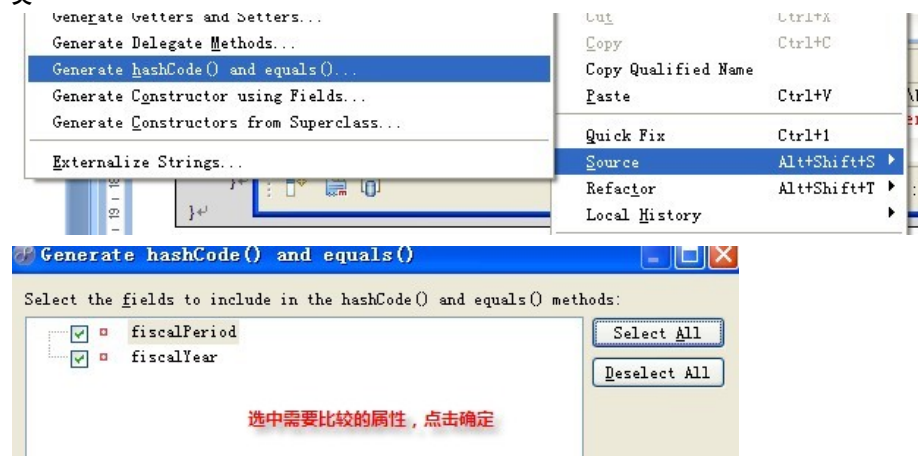 Generate Getters and Setters...
Generate Delegate Methods...
Generate hashCode() and equals()...
Generate Constructor using Fields...
Generate Constructors from Superclass...
Externalize Strings...
Cut Ctrl+X
Copy Ctrl+C
Copy Qualified Name
Paste Ctrl+V
Quick Fix Ctrl+1
Source Alt+Shift+S
Refactor Alt+Shift+T
Local History
19
}
Generate hashCode() and equals()
Select the fields to include in the hashCode() and equals() methods:
fiscalPeriod
fiscalYear
Select All
Deselect All
选中需要比较的属性，点击确定